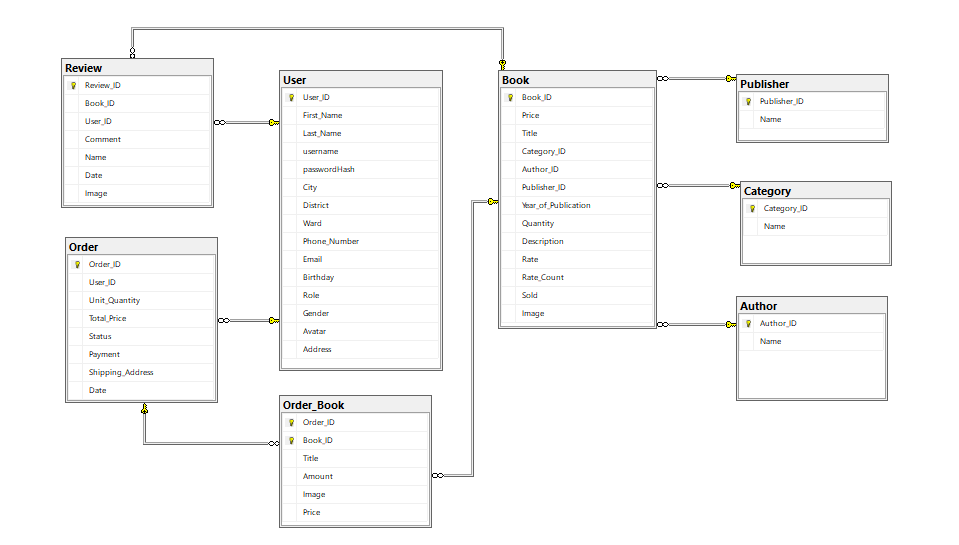 Review
Review_ID
Book_ID
User_ID
Comment
Name
Date
Image
User
User_ID
First_Name
Last_Name
username
passwordHash
City
District
Ward
Phone_Number
Email
Birthday
Role
Gender
Avatar
Address
Book
Book_ID
Price
Title
Category_ID
Author_ID
Publisher_ID
Year_of_Publication
Quantity
Description
Rate
Rate_Count
Sold
Image
Publisher
Publisher_ID
Name
Category
Category_ID
Name
Order
Order_ID
User_ID
Unit_Quantity
Total_Price
Status
Payment
Shipping_Address
Date
Author
Author_ID
Name
Order_Book
Order_ID
Book_ID
Title
Amount
Image
Price